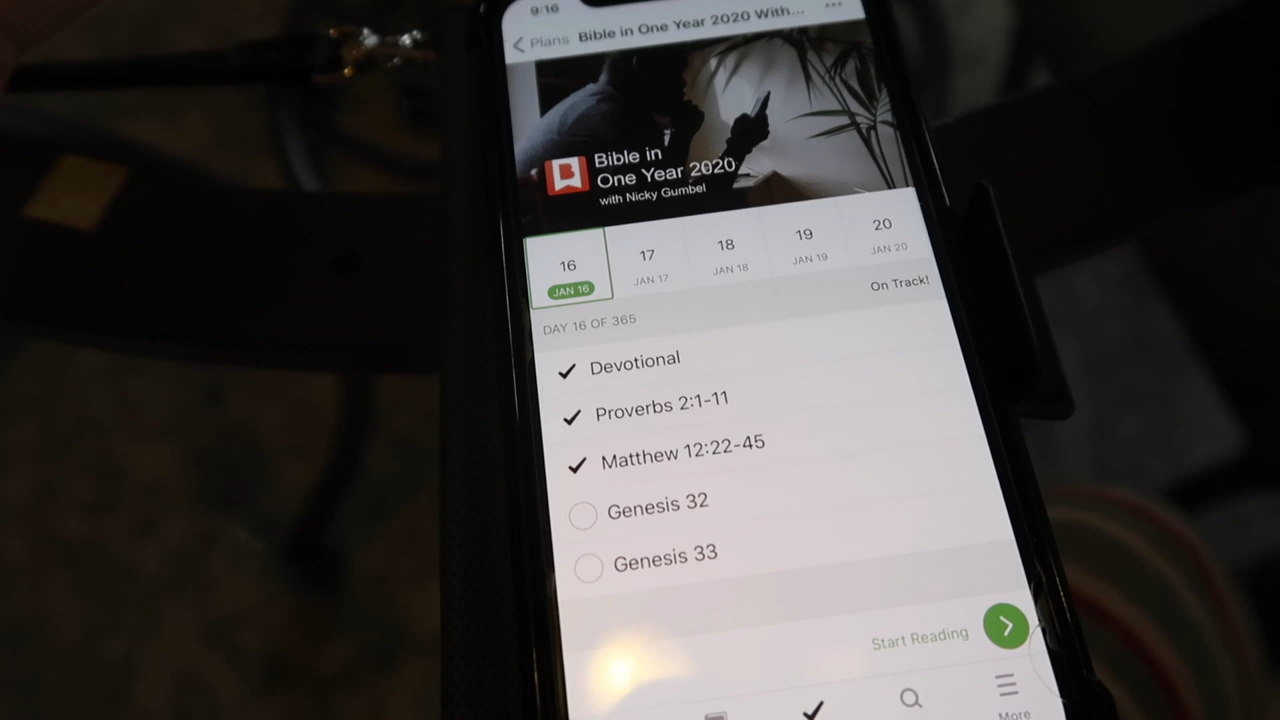 9:16
Plans Bible in One Year 2020 With...
B
Bible in
One Year 2020
with Nicky Gumbel
16 17 18 19 20
JAN 16 JAN 17 JAN 18 JAN 19 JAN 20
On Track!
DAY 16 OF 365
Devotional
Proverbs 2:1-11
Matthew 12:22-45
Genesis 32
Genesis 33
Start Reading
More